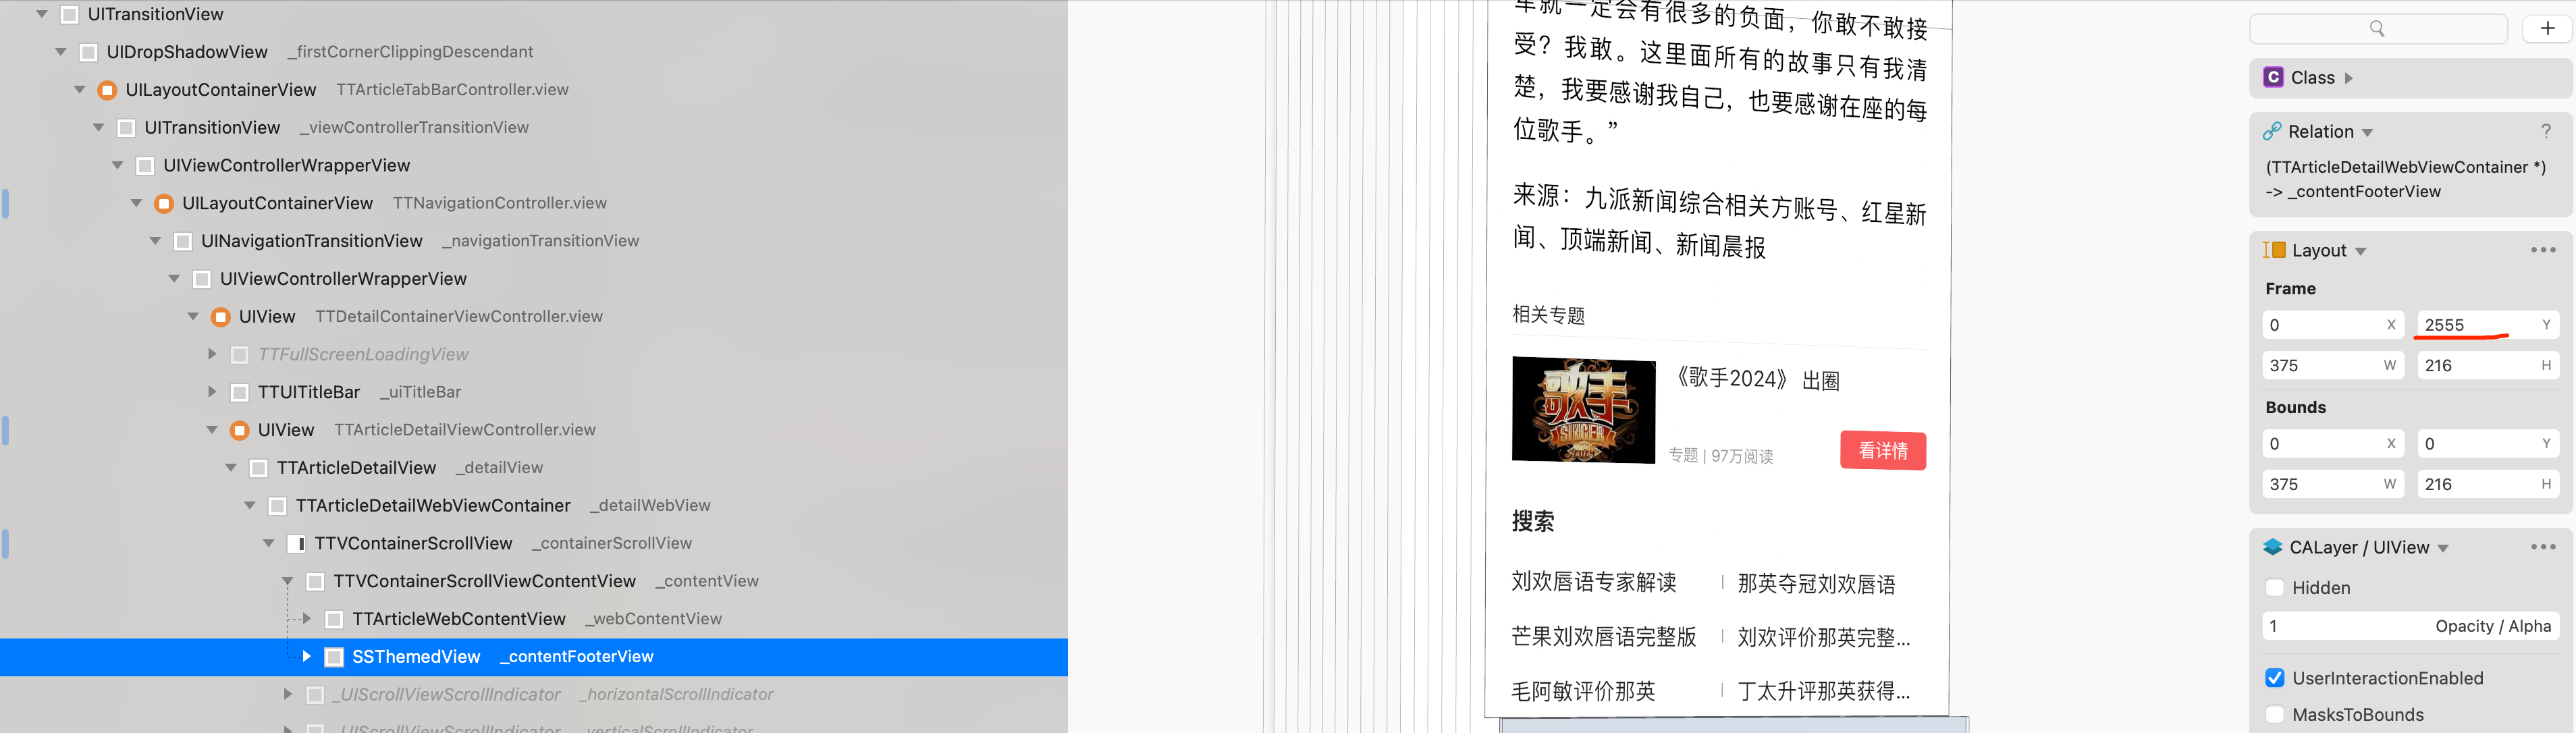 UITransitionView
UIDropShadowView _firstCornerClippingDescendant
UILayoutContainerView TTArticleTabBarController.view
UITransitionView _viewControllerTransitionView
UIViewControllerWrapperView
UILayoutContainerView TTNavigationController.view
UINavigationTransitionView _navigationTransitionView
UIViewControllerWrapperView
UIView TTDetailContainerViewController.view
TTFullScreenLoadingView
TTUITitleBar _uiTitleBar
UIView TTArticleDetailViewController.view
TTArticleDetailView _detailView
TTArticleDetailWebViewContainer _detailWebView
TTVContainerScrollView _containerScrollView
TTVContainerScrollViewContentView _contentView
TTArticleWebContentView _webContentView
SSThemedView _contentFooterView
_UIScrollViewScrollIndicator _horizontalScrollIndicator
_UIScrollViewScrollIndicator _verticalScrollIndicator
年就一定会有很多的负面，你敢不敢接
受？我敢。这里面所有的故事只有我清
楚，我要感谢我自己，也要感谢在座的每
位歌手。”
来源：九派新闻综合相关方账号、红星新
闻、顶端新闻、新闻晨报
相关专题
歌手
SINGER
《歌手2024》 出圈
专题 | 97万阅读
看详情
搜索
刘欢唇语专家解读 | 那英夺冠刘欢唇语
芒果刘欢唇语完整版 | 刘欢评价那英完整...
毛阿敏评价那英 | 丁太升评那英获得...
C Class
Relation ?
(TTArticleDetailWebViewContainer *)
-> _contentFooterView
Layout
Frame
0 X 2555 Y
375 W 216 H
Bounds
0 X 0 Y
375 W 216 H
CALayer / UIView
Hidden
1 Opacity / Alpha
UserInteractionEnabled
MasksToBounds